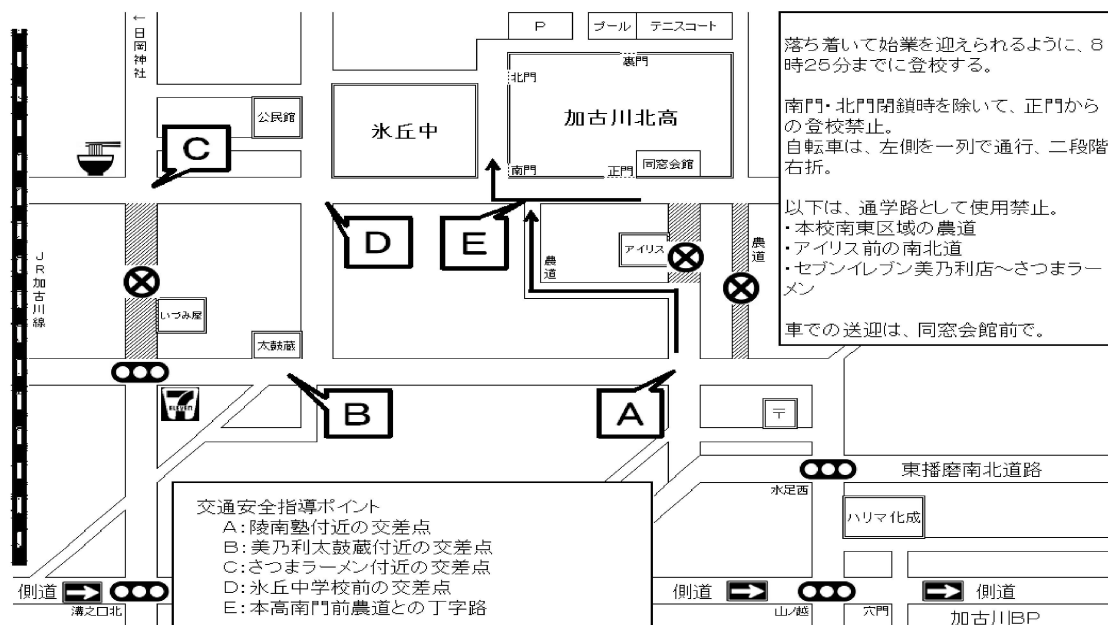 ←日岡神社
P
プール
テニスコート
裏門
北門
加古川北高
公民館
氷丘中
南門
正門
同窓会館
C
D
E
アイリス
農道
農道
JR加古川線
いづみ屋
太鼓蔵
ELEVEN
B
A
〒
東播磨南北道路
水足西
ハリマ化成
側道
溝之口北
側道
山ノ越
穴門
側道
加古川BP
落ち着いて始業を迎えられるように、8
時25分までに登校する。
南門・北門閉鎖時を除いて、正門から
の登校禁止。
自転車は、左側を一列で通行、二段階
右折。
以下は、通学路として使用禁止。
・本校南東区域の農道
・アイリス前の南北道
・セブンイレブン美乃利店～さつまラー
メン
車での送迎は、同窓会館前で。
交通安全指導ポイント
A:陵南塾付近の交差点
B:美乃利太鼓蔵付近の交差点
C:さつまラーメン付近の交差点
D:氷丘中学校前の交差点
E:本高南門前農道との丁字路